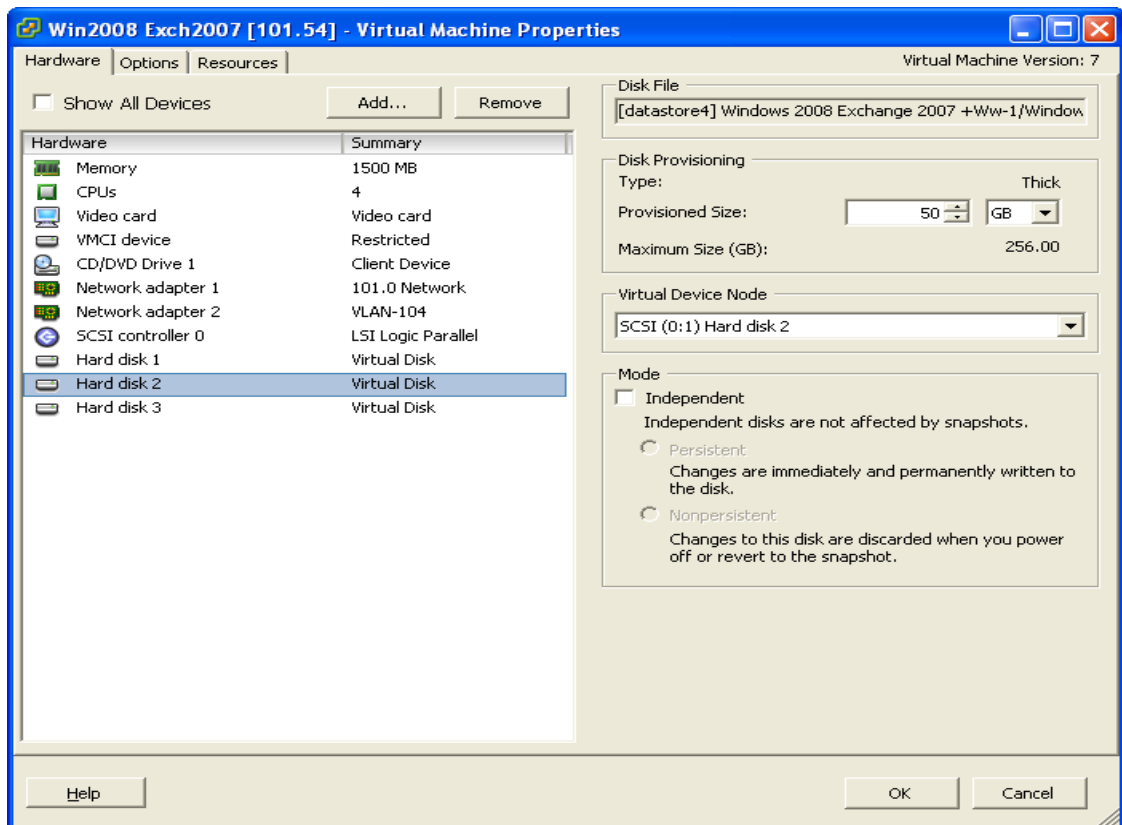 Win2008 Exch2007 [101.54] - Virtual Machine Properties
Hardware Options Resources
Virtual Machine Version: 7
Show All Devices
Add...
Remove
Hardware Summary
Memory 1500 MB
CPUs 4
Video card Video card
VMCI device Restricted
CD/DVD Drive 1 Client Device
Network adapter 1 101.0 Network
Network adapter 2 VLAN-104
SCSI controller 0 LSI Logic Parallel
Hard disk 1 Virtual Disk
Hard disk 2 Virtual Disk
Hard disk 3 Virtual Disk
Disk File
[datastore4] Windows 2008 Exchange 2007 +Ww-1/Window
Disk Provisioning
Type: Thick
Provisioned Size: 50 GB
Maximum Size (GB): 256.00
Virtual Device Node
SCSI (0:1) Hard disk 2
Mode
Independent
Independent disks are not affected by snapshots.
Persistent
Changes are immediately and permanently written to
the disk.
Nonpersistent
Changes to this disk are discarded when you power
off or revert to the snapshot.
Help
OK
Cancel